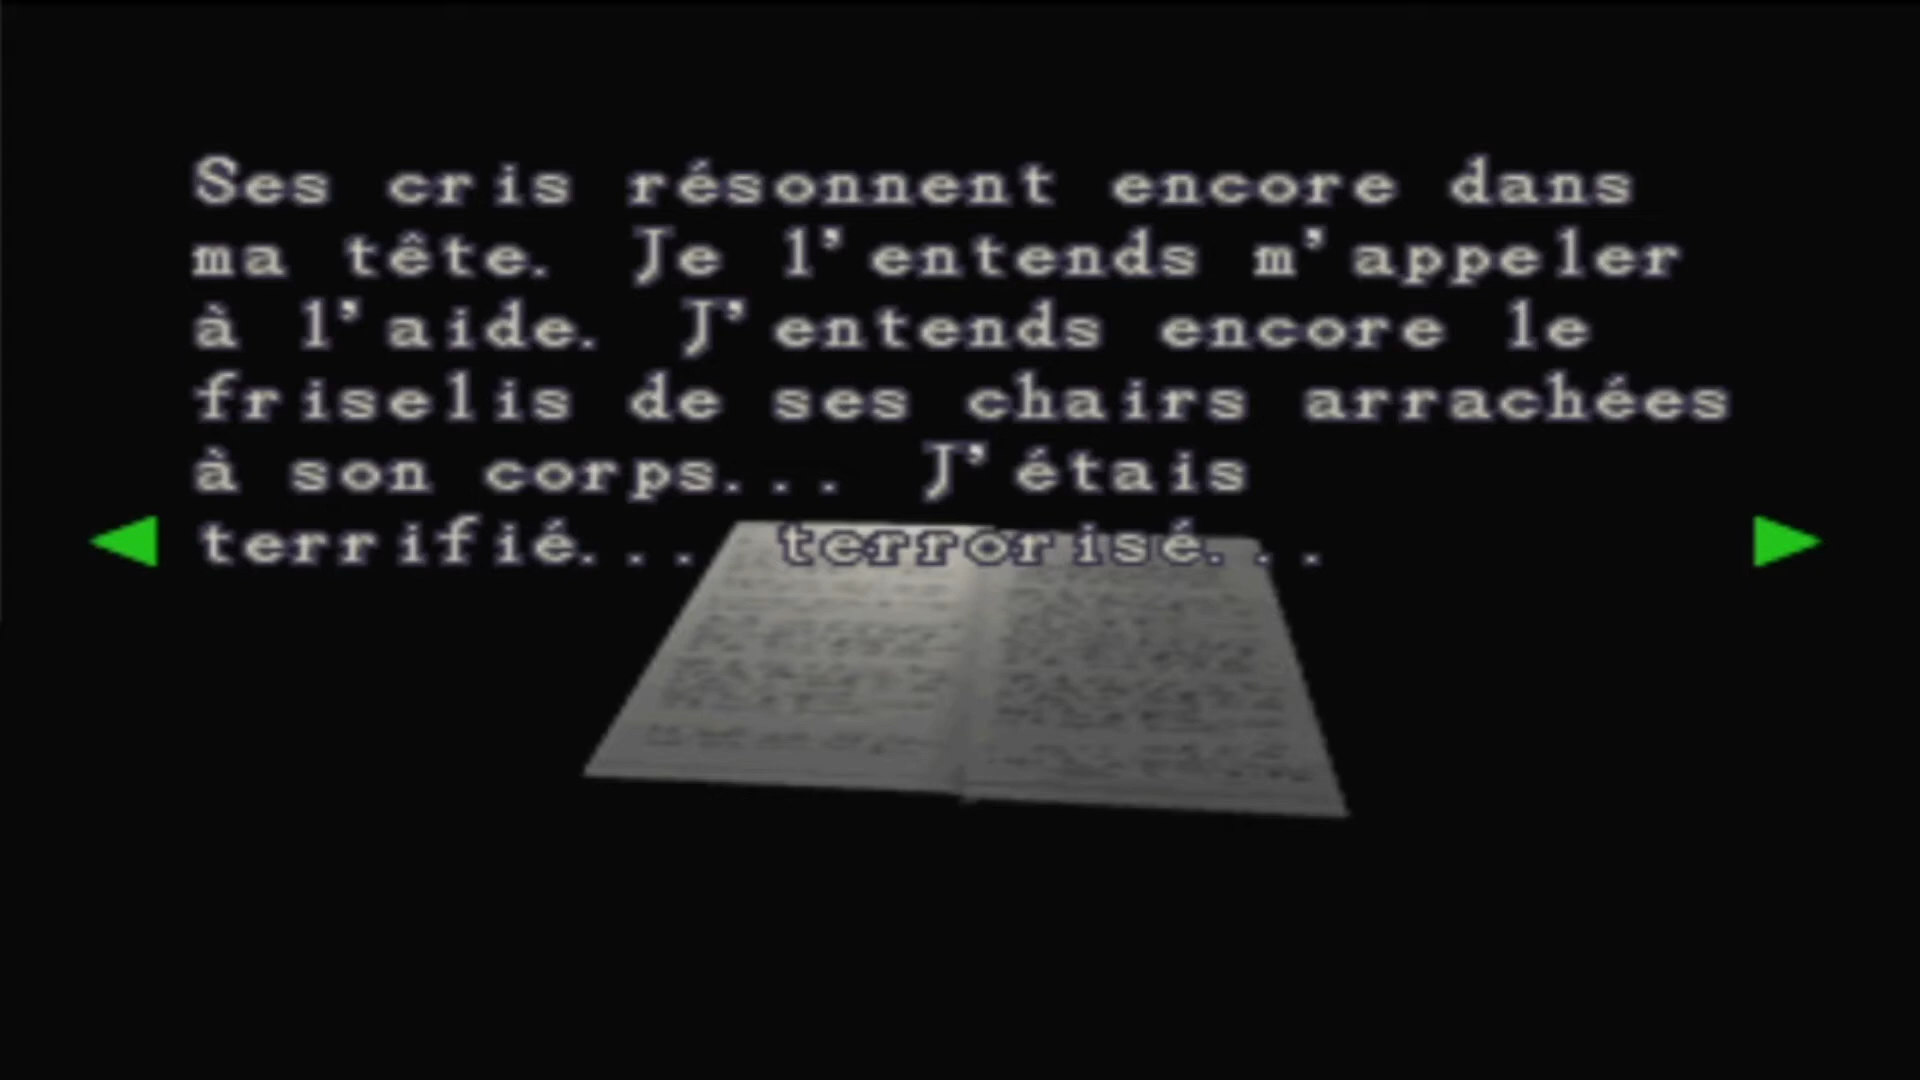 Ses cris résonnent encore dans
ma tête. Je l'entends m'appeler
à l'aide. J'entends encore le
friselis de ses chairs arrachées
à son corps... J'étais
terrifié... terrorisé...